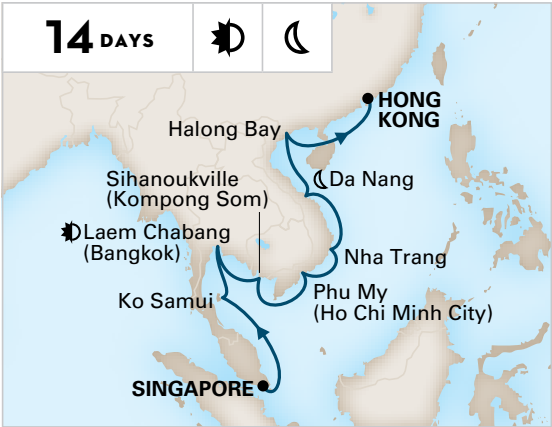 14 DAYS
HONG
KONG
Halong Bay
Sihanoukville
(Kompong Som)
Da Nang
Laem Chabang
(Bangkok)
Nha Trang
Ko Samui
Phu My
(Ho Chi Minh City)
SINGAPORE